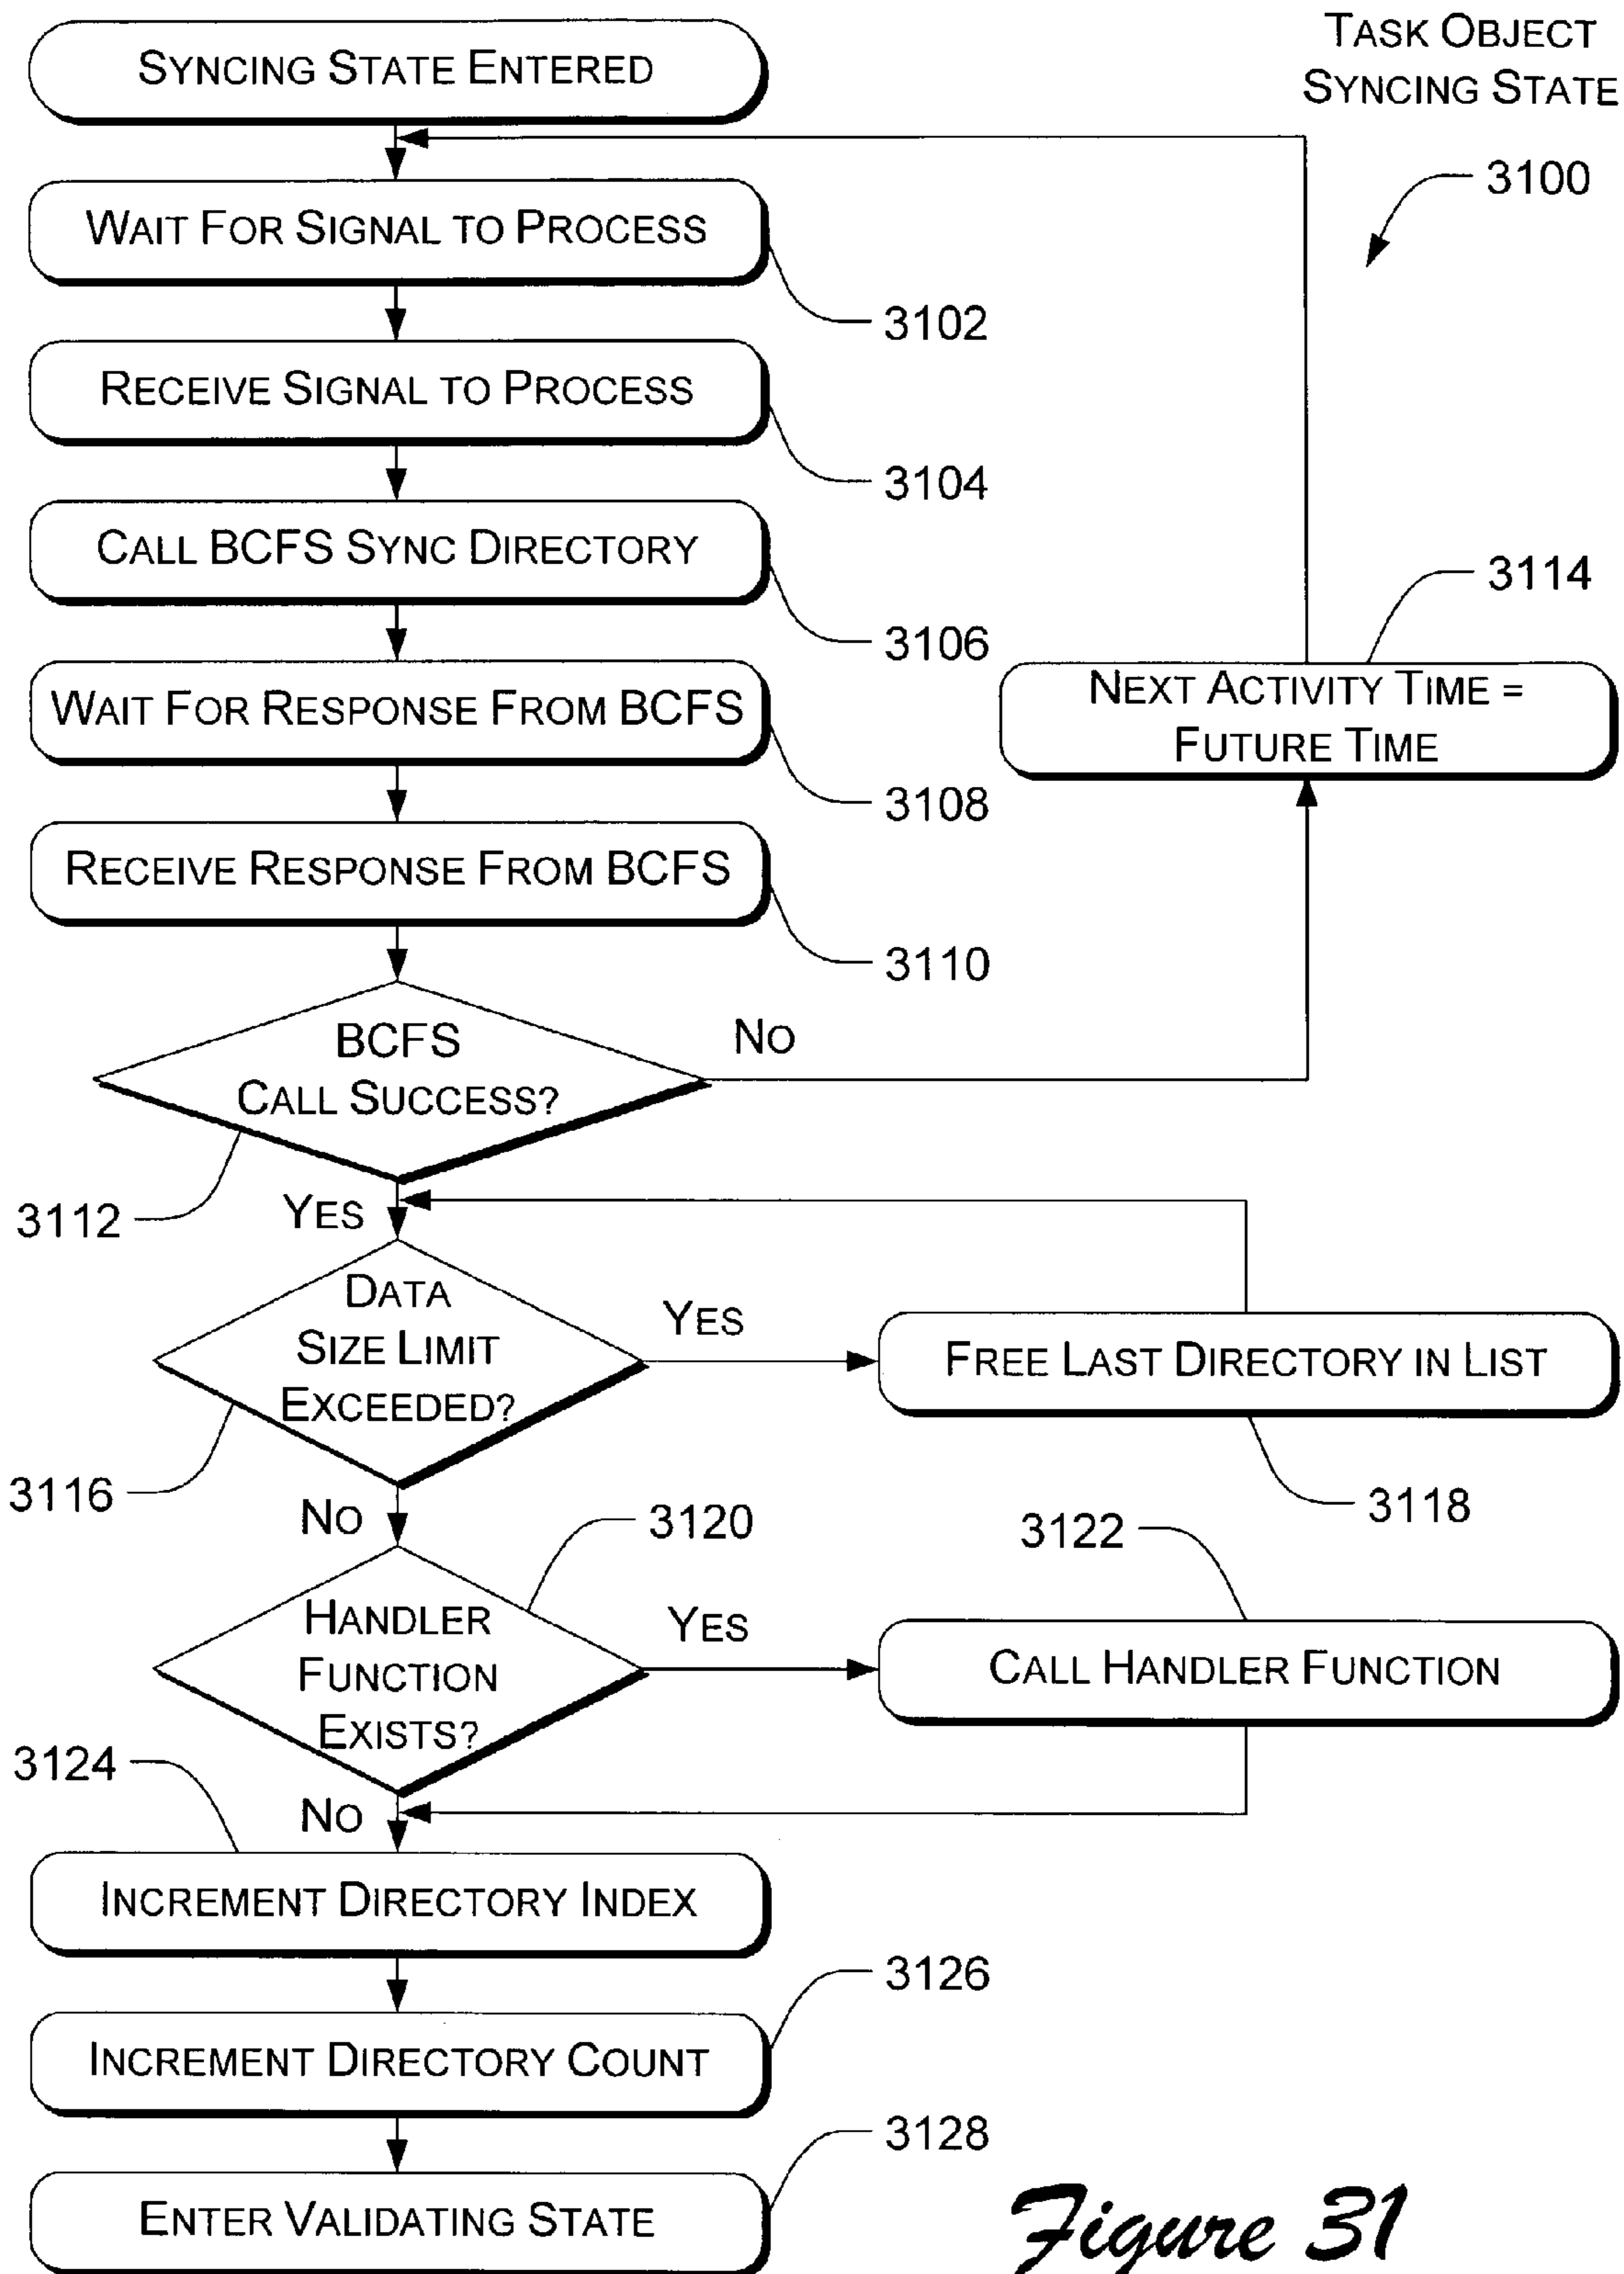 TASK OBJECT
SYNCING STATE
3100
SYNCING STATE ENTERED
WAIT FOR SIGNAL TO PROCESS
3102
RECEIVE SIGNAL TO PROCESS
3104
CALL BCFS SYNC DIRECTORY
3106
WAIT FOR RESPONSE FROM BCFS
3108
NEXT ACTIVITY TIME =
FUTURE TIME
3114
RECEIVE RESPONSE FROM BCFS
3110
BCFS
CALL SUCCESS?
NO
3112
YES
DATA
SIZE LIMIT
EXCEEDED?
YES
FREE LAST DIRECTORY IN LIST
3116
3118
NO
3120
3122
HANDLER
FUNCTION
EXISTS?
YES
CALL HANDLER FUNCTION
3124
NO
INCREMENT DIRECTORY INDEX
3126
INCREMENT DIRECTORY COUNT
3128
ENTER VALIDATING STATE
Figure 31